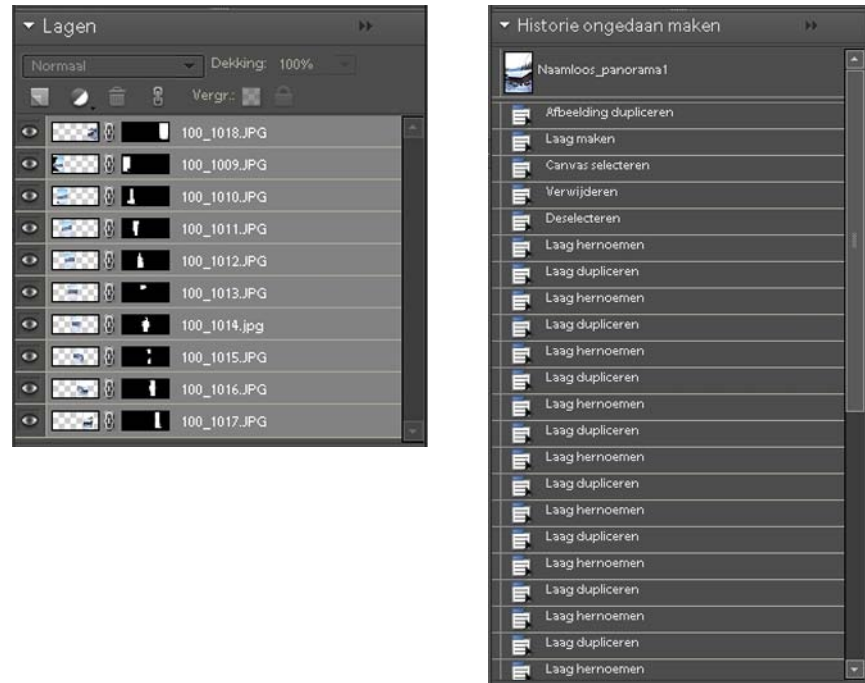 Lagen
Normaal Dekking: 100%
Vergr.:
100_1018.JPG
100_1009.JPG
100_1010.JPG
100_1011.JPG
100_1012.JPG
100_1013.JPG
100_1014.jpg
100_1015.JPG
100_1016.JPG
100_1017.JPG
Historie ongedaan maken
Naamloos_panorama1
Afbeelding dupliceren
Laag maken
Canvas selecteren
Verwijderen
Deselecteren
Laag hernoemen
Laag dupliceren
Laag hernoemen
Laag dupliceren
Laag hernoemen
Laag dupliceren
Laag hernoemen
Laag dupliceren
Laag hernoemen
Laag dupliceren
Laag hernoemen
Laag dupliceren
Laag hernoemen
Laag dupliceren
Laag hernoemen
Laag dupliceren
Laag hernoemen